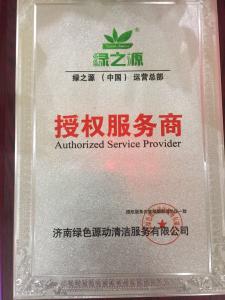 绿之源
绿之源 （中国） 运营总部
授权服务商
Authorized Service Provider
济南绿色源动清洁服务有限公司